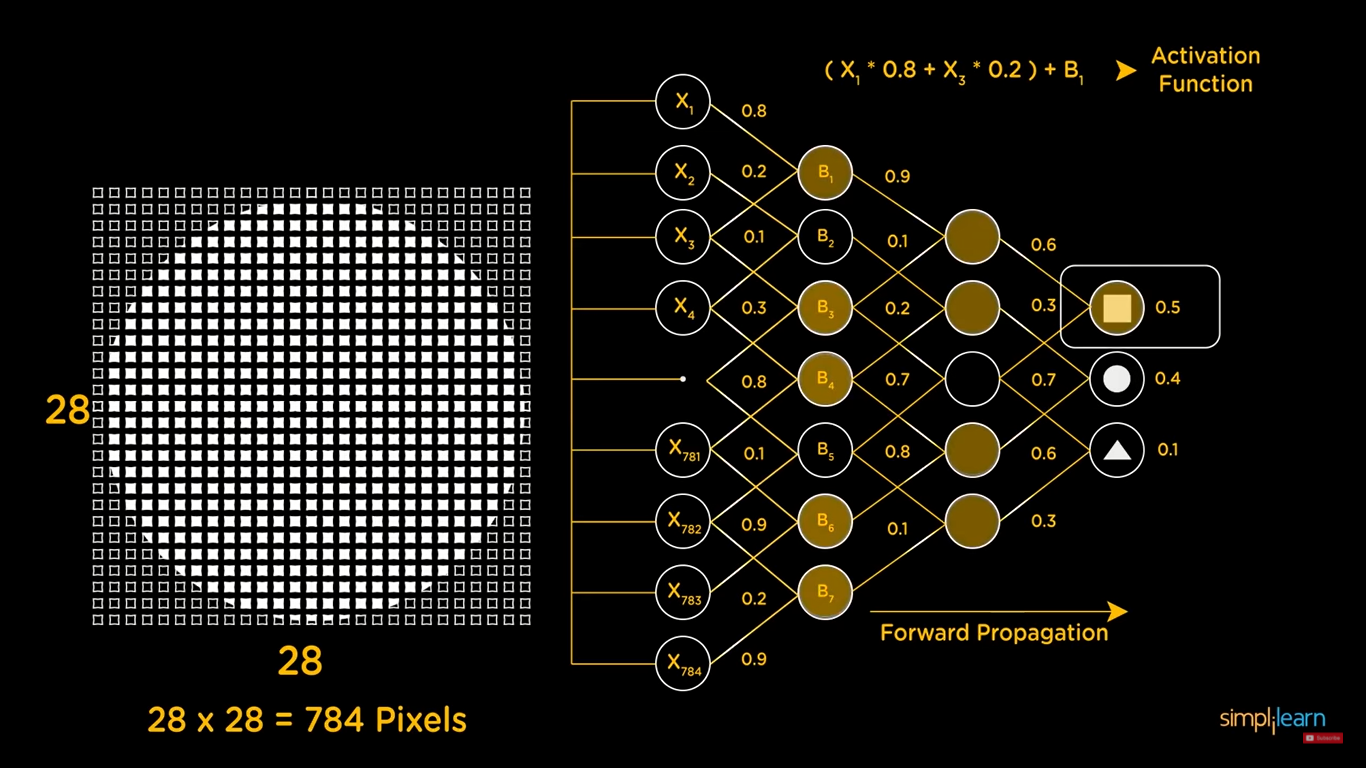 ( X1 * 0.8 + X3 * 0.2 ) + B1
Activation
Function
X1
0.8
X2
0.2
B1
0.9
X3
0.1
B2
0.1
0.6
X4
0.3
B3
0.2
0.3
0.5
0.8
B4
0.7
0.7
0.4
X781
0.1
B5
0.8
0.6
0.1
X782
0.9
B6
0.1
0.3
X783
0.2
B7
X784
0.9
Forward Propagation
28
28
28 x 28 = 784 Pixels
simplilearn
Subscribe